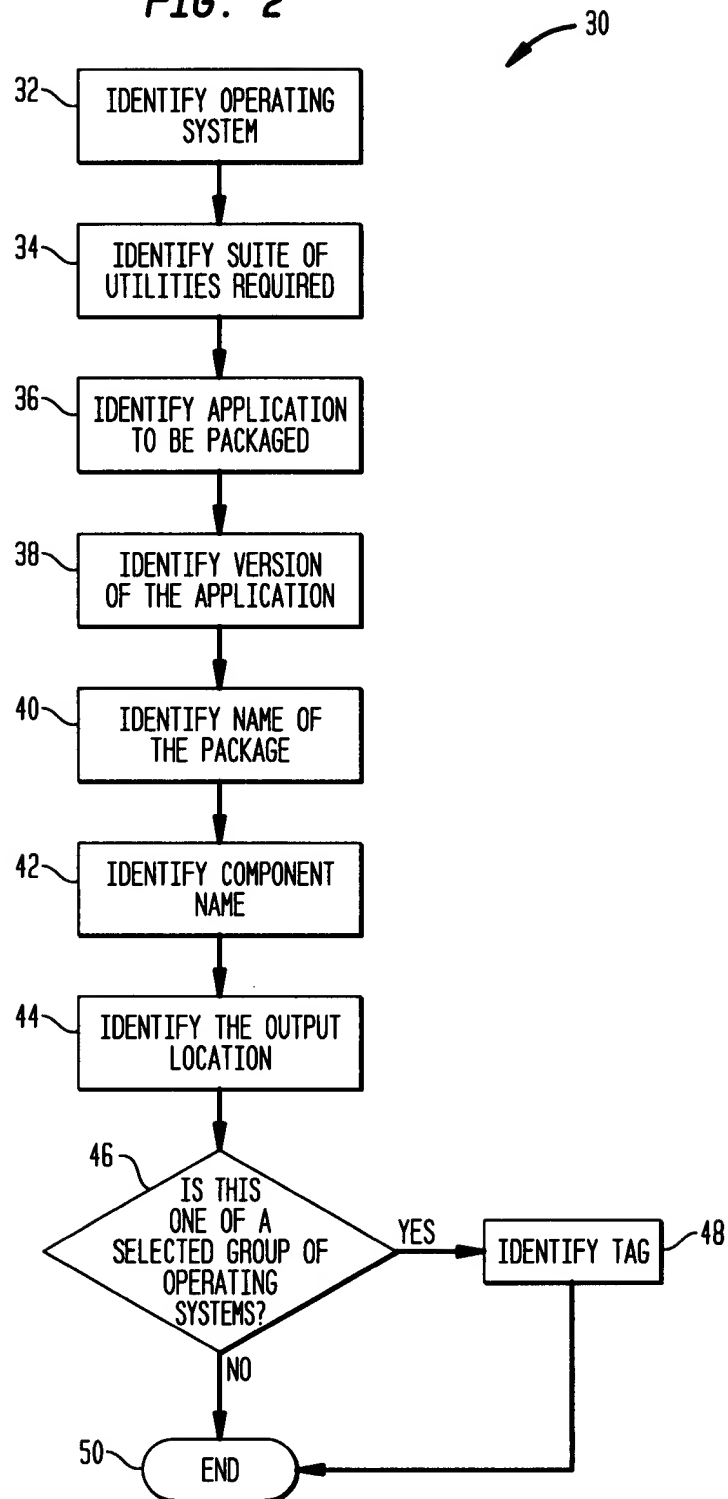 FIG. 2
30
32
IDENTIFY OPERATING
SYSTEM
34
IDENTIFY SUITE OF
UTILITIES REQUIRED
36
IDENTIFY APPLICATION
TO BE PACKAGED
38
IDENTIFY VERSION
OF THE APPLICATION
40
IDENTIFY NAME OF
THE PACKAGE
42
IDENTIFY COMPONENT
NAME
44
IDENTIFY THE OUTPUT
LOCATION
46
IS THIS
ONE OF A
SELECTED GROUP OF
OPERATING
SYSTEMS?
YES
IDENTIFY TAG
48
NO
50
END